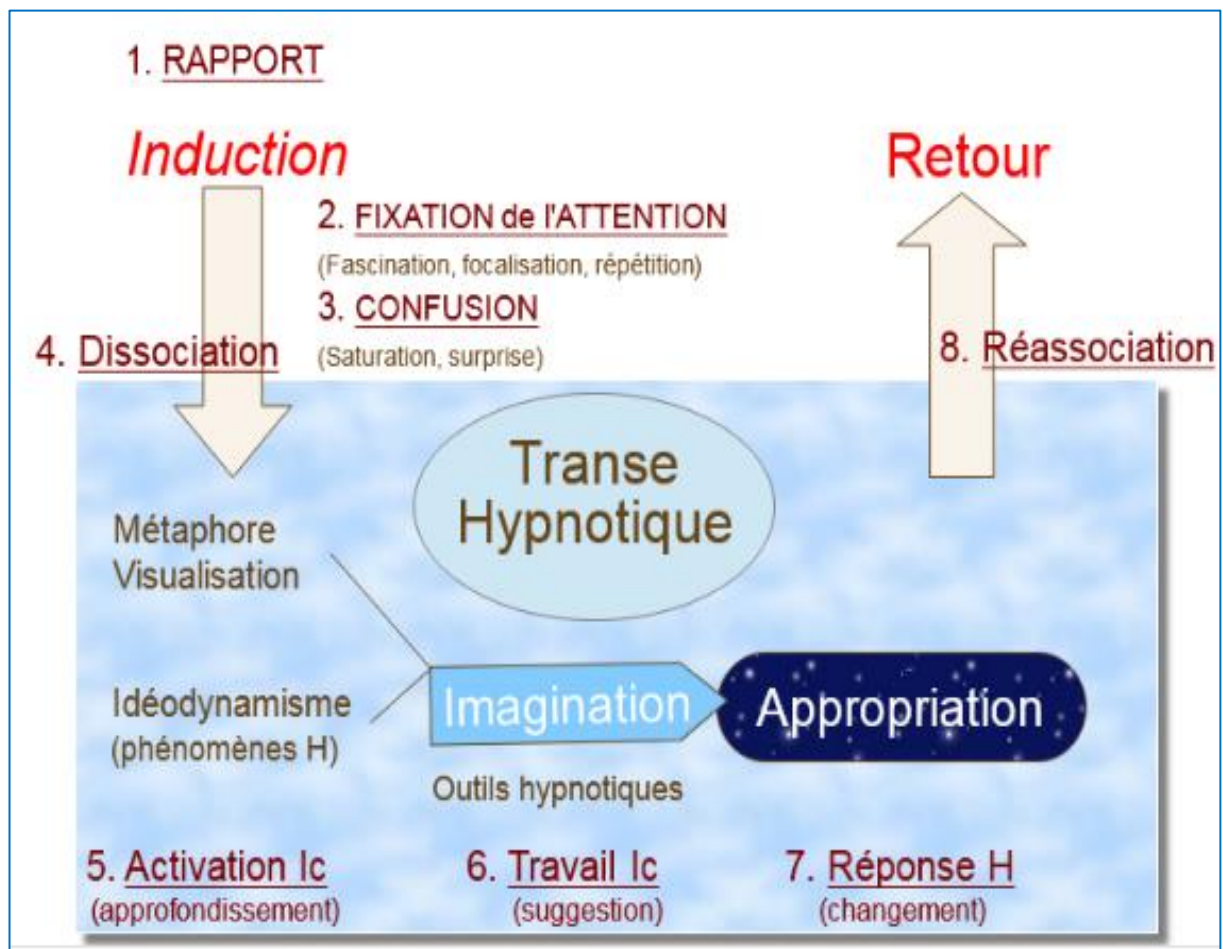 1. RAPPORT
Induction
Retour
2. FIXATION de l'ATTENTION
(Fascination, focalisation, répétition)
3. CONFUSION
(Saturation, surprise)
4. Dissociation
8. Réassociation
Transe
Hypnotique
Métaphore
Visualisation
Idéodynamisme
(phénomènes H)
Imagination
Appropriation
Outils hypnotiques
5. Activation Ic
(approfondissement)
6. Travail Ic
(suggestion)
7. Réponse H
(changement)